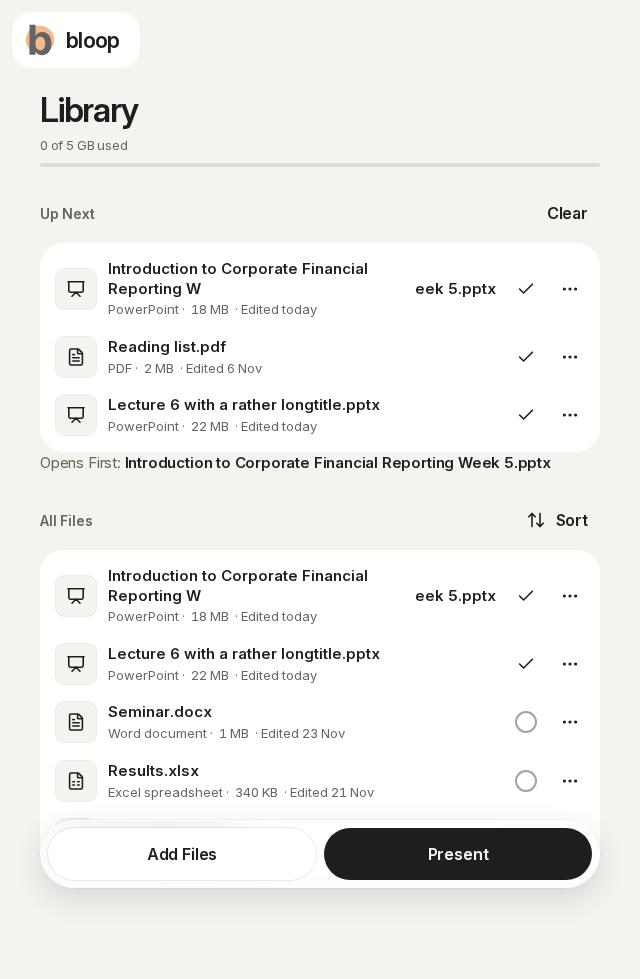 bloop
Library
0 of 5 GB used
Up Next
Clear
Introduction to Corporate Financial
Reporting W eek 5.pptx
PowerPoint · 18 MB · Edited today
Reading list.pdf
PDF · 2 MB · Edited 6 Nov
Lecture 6 with a rather longtitle.pptx
PowerPoint · 22 MB · Edited today
Opens First: Introduction to Corporate Financial Reporting Week 5.pptx
All Files
Sort
Introduction to Corporate Financial
Reporting W eek 5.pptx
PowerPoint · 18 MB · Edited today
Lecture 6 with a rather longtitle.pptx
PowerPoint · 22 MB · Edited today
Seminar.docx
Word document · 1 MB · Edited 23 Nov
Results.xlsx
Excel spreadsheet · 340 KB · Edited 21 Nov
Add Files
Present